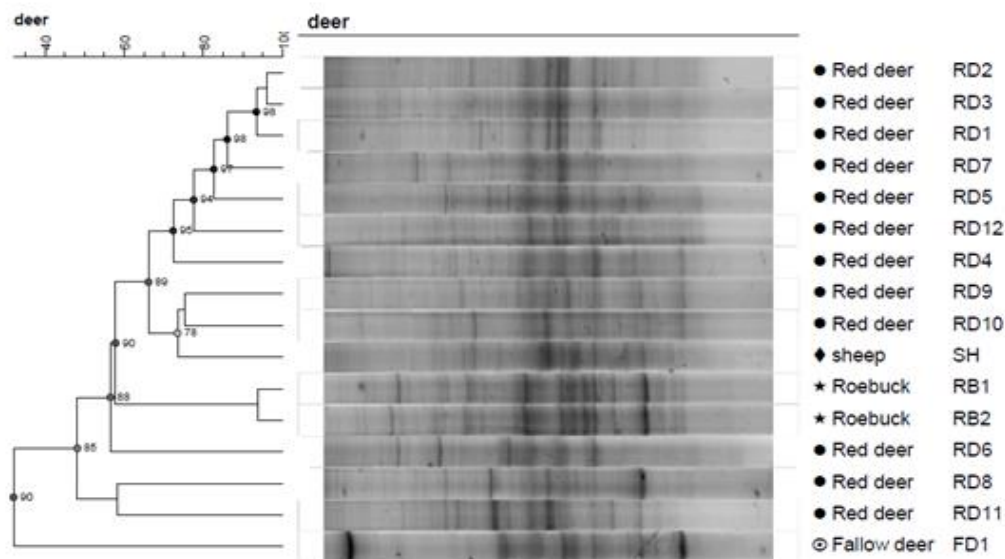 deer
deer
40
60
80
100
● Red deer RD2
● Red deer RD3
98
● Red deer RD1
98
● Red deer RD7
97
● Red deer RD5
94
● Red deer RD12
95
● Red deer RD4
89
● Red deer RD9
● Red deer RD10
78
90
♦ sheep SH
★ Roebuck RB1
88
★ Roebuck RB2
● Red deer RD6
85
● Red deer RD8
90
● Red deer RD11
⊙ Fallow deer FD1